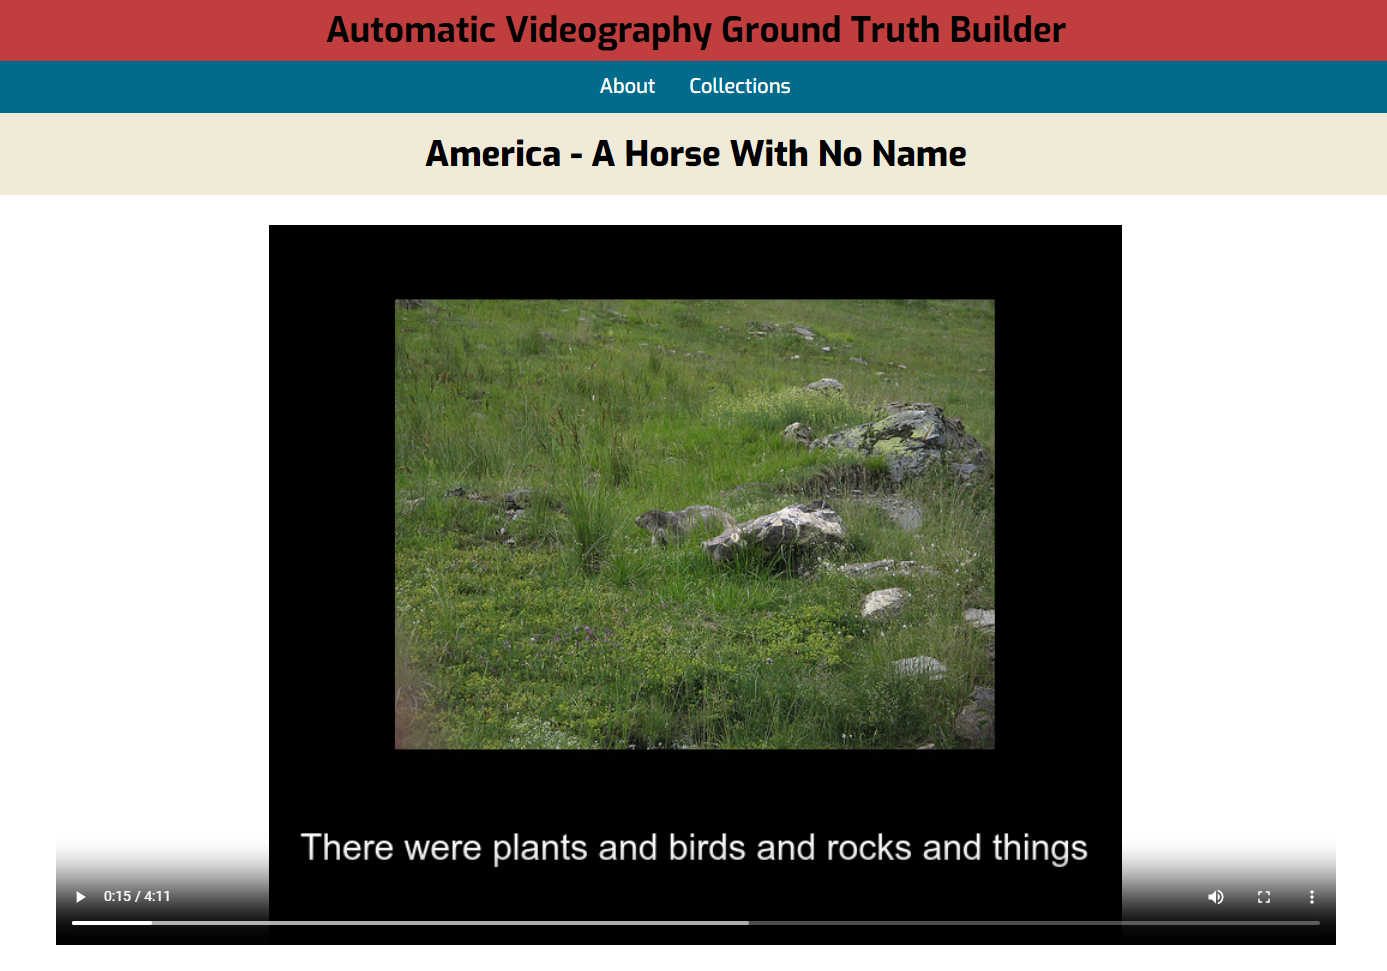 Automatic Videography Ground Truth Builder
About Collections
America - A Horse With No Name
There were plants and birds and rocks and things
0:15 / 4:11